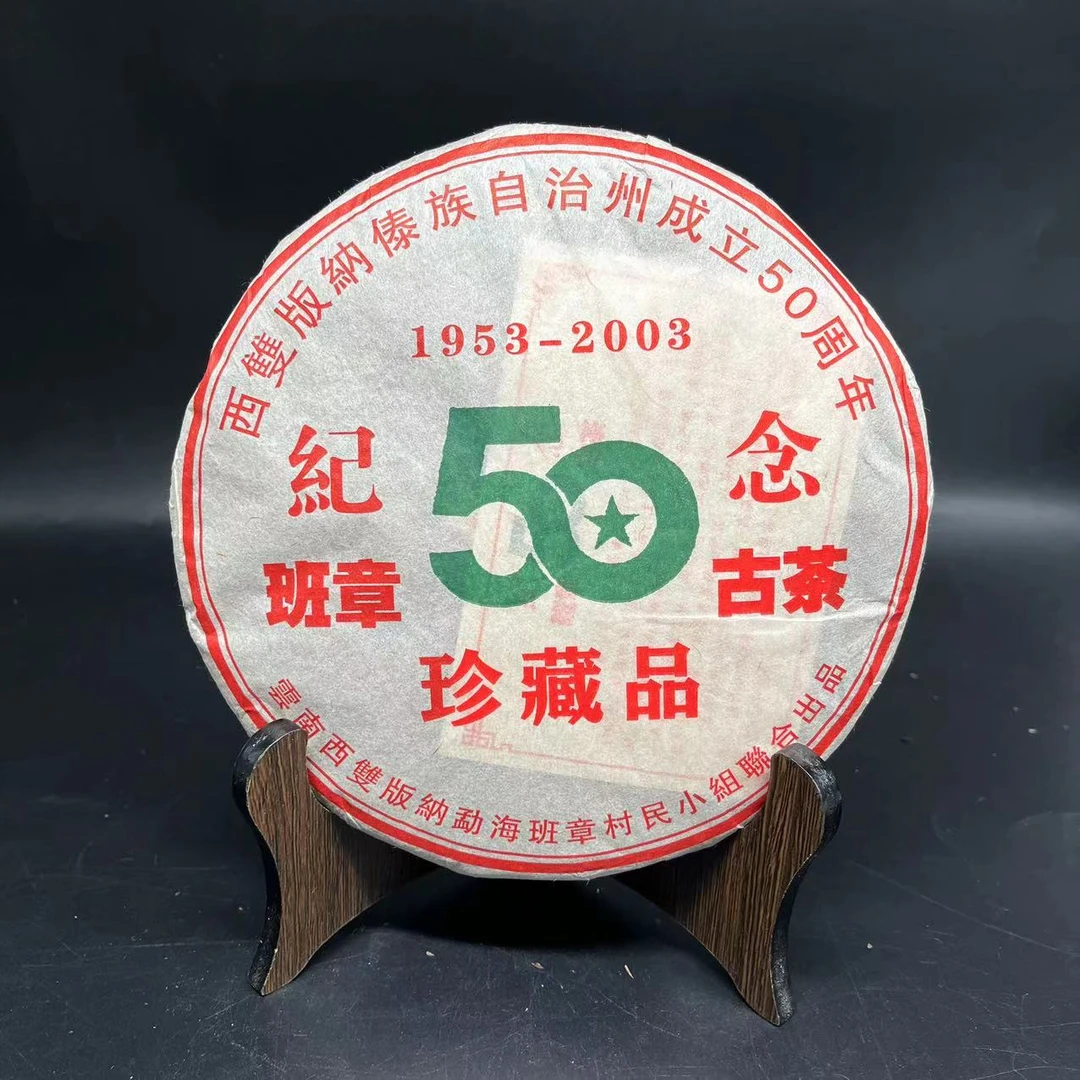 西雙版納傣族自治州成立50周年
1953-2003
紀 50 念
班章 古茶
珍藏品
雲南西雙版納勐海班章村民小組聯合出品